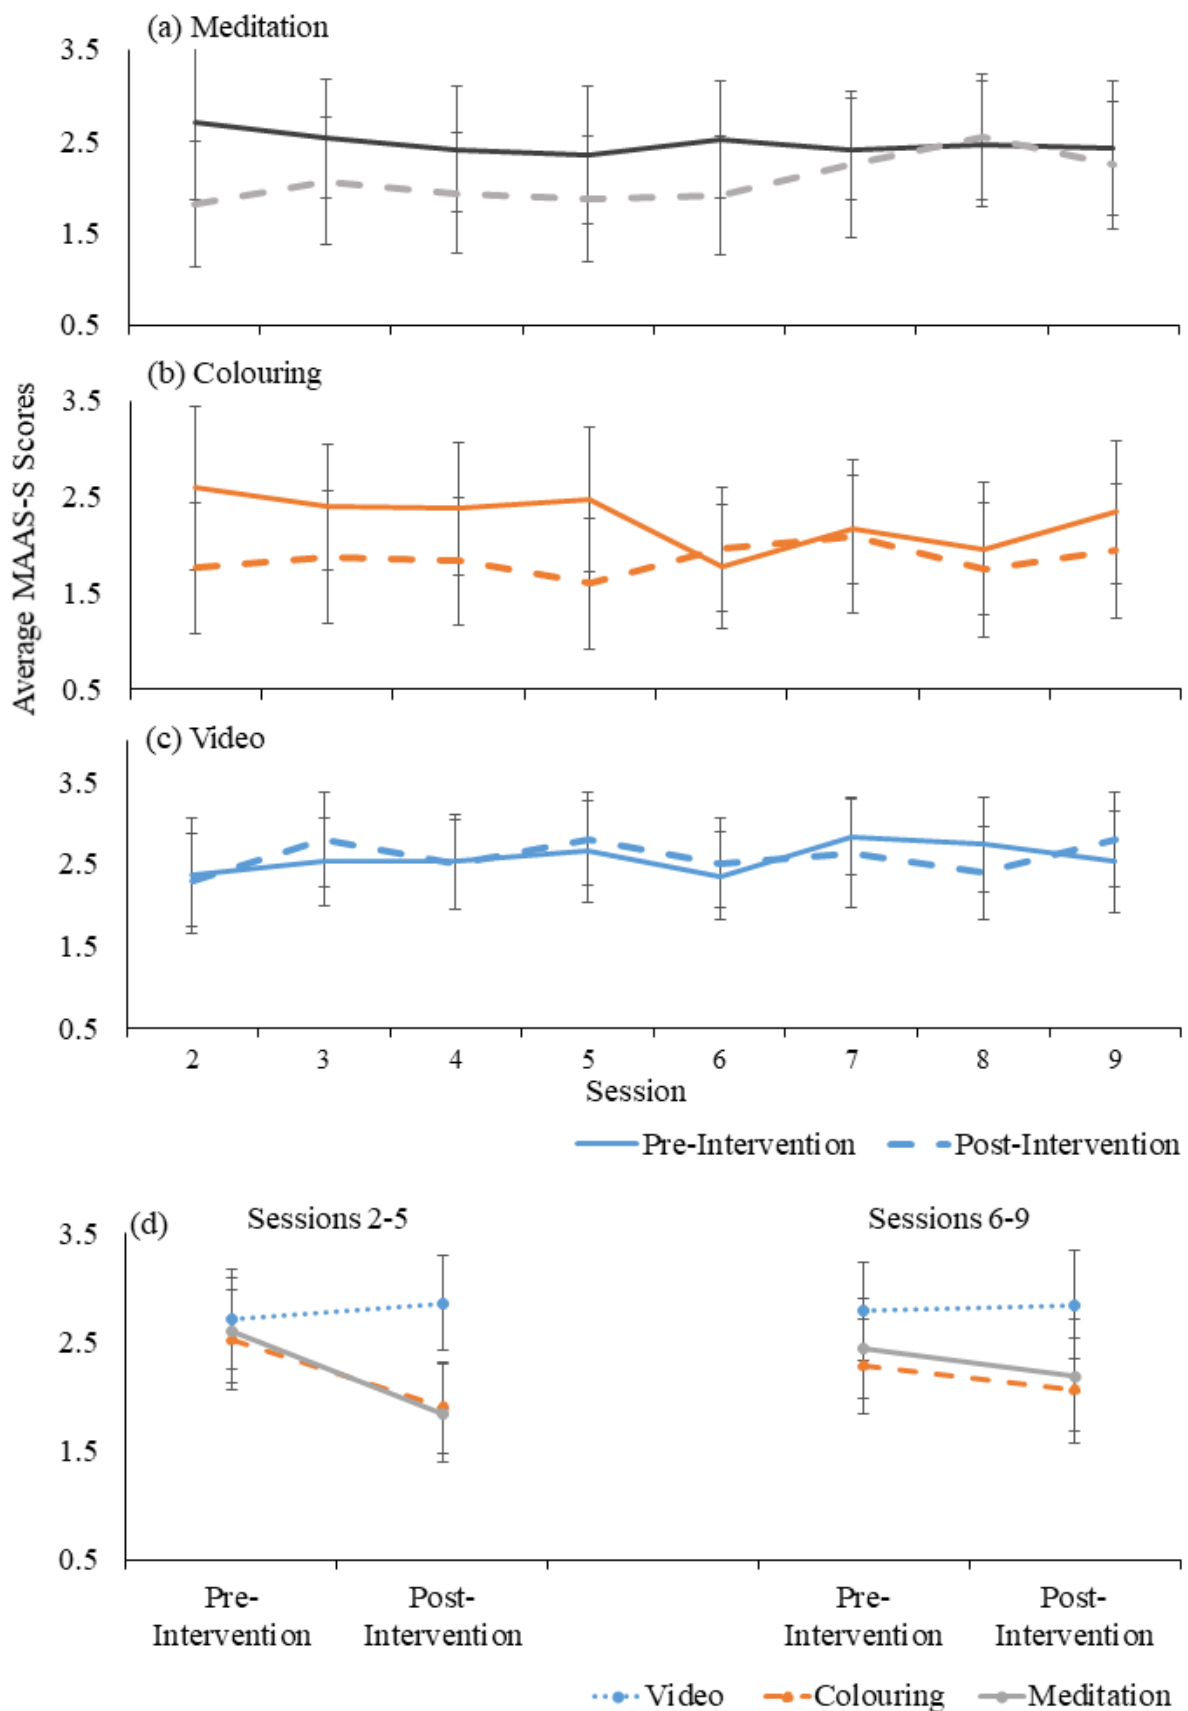 (a) Meditation
3.5
2.5
1.5
0.5
(b) Colouring
3.5
2.5
1.5
0.5
Average MAAS-S Scores
(c) Video
3.5
2.5
1.5
0.5
2 3 4 5 6 7 8 9
Session
Pre-Intervention Post-Intervention
(d) Sessions 2-5 Sessions 6-9
3.5
2.5
1.5
0.5
Pre- Post- Pre- Post-
Intervention Intervention Intervention Intervention
Video Colouring Meditation